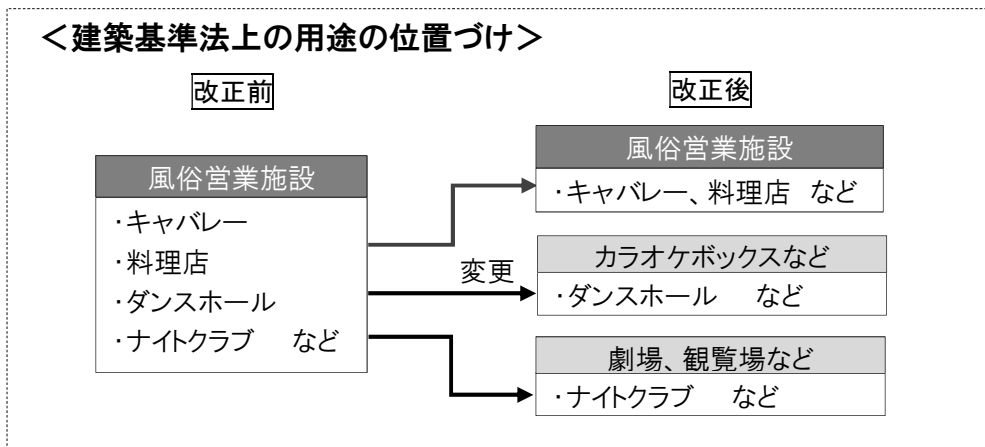 ＜建築基準法上の用途の位置づけ＞
改正前
改正後
風俗営業施設
・キャバレー
・料理店
・ダンスホール
・ナイトクラブ　など
変更
風俗営業施設
・キャバレー、料理店　など
カラオケボックスなど
・ダンスホール　など
劇場、観覧場など
・ナイトクラブ　など